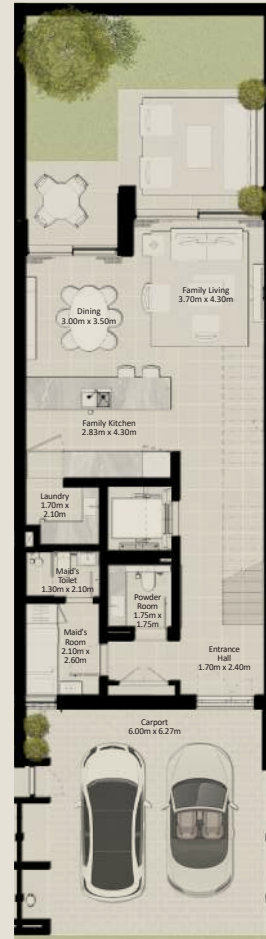 Family Living
3.70m x 4.30m
Dining
3.00m x 3.50m
Family Kitchen
2.83m x 4.30m
Laundry
1.70m x
2.10m
Maid's
Toilet
1.30m x 2.10m
Powder
Room
1.75m x
1.75m
Maid's
Room
2.10m x
2.60m
Entrance
Hall
1.70m x 2.40m
Carport
6.00m x 6.27m